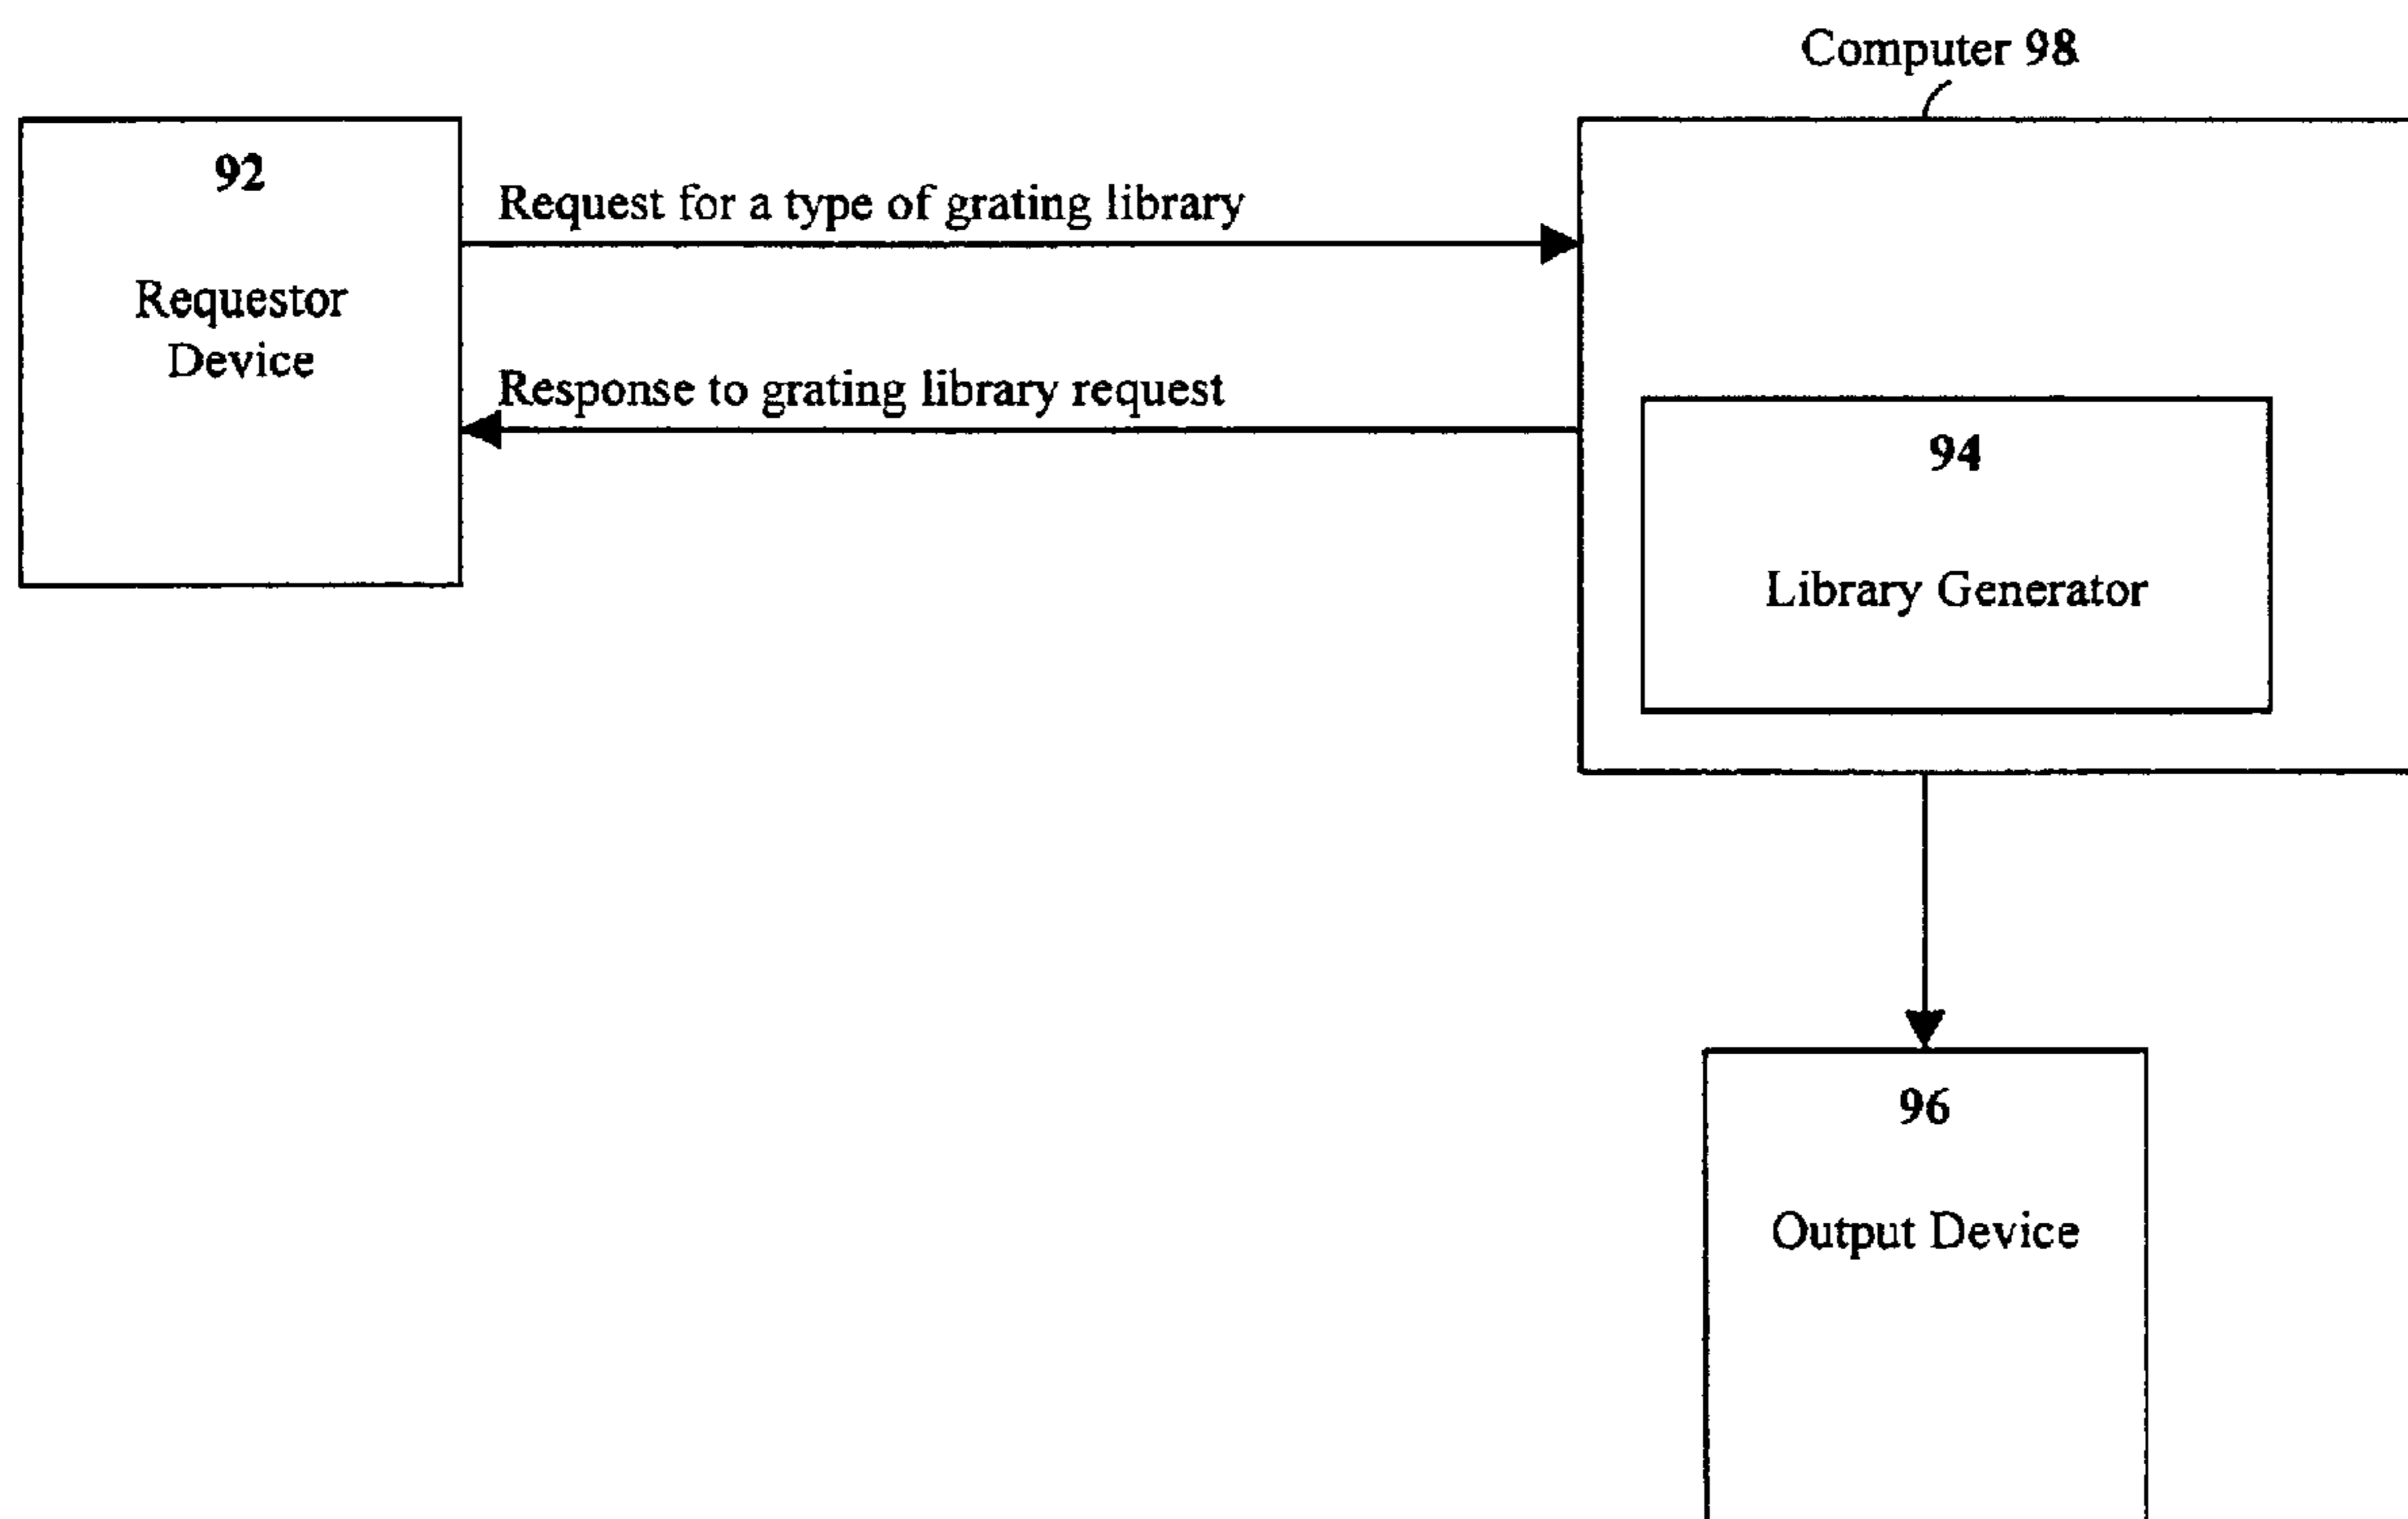 Computer 98
92
Requestor
Device
Request for a type of grating library
Response to grating library request
94
Library Generator
96
Output Device